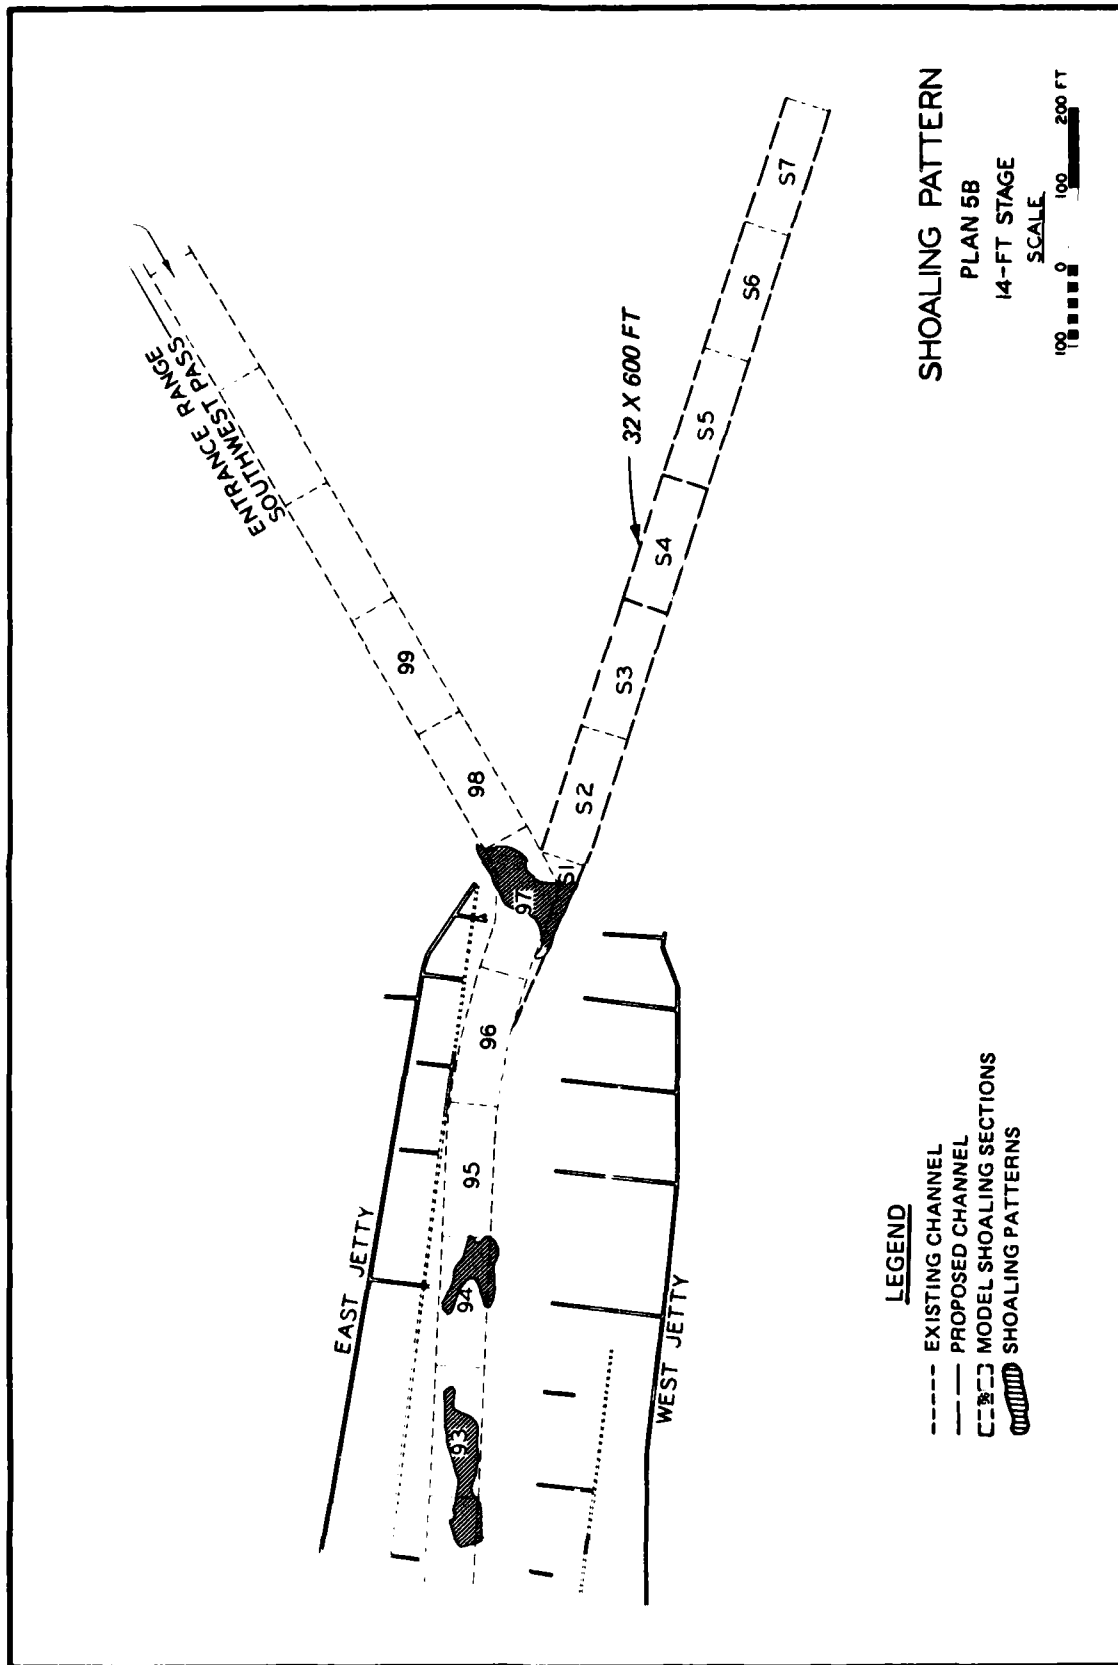 ENTRANCE RANGE
SOUTHWEST PASS
99
98
97
96
95
94
93
S1
S2
S3
S4
S5
S6
S7
32 X 600 FT
EAST JETTY
WEST JETTY
LEGEND
EXISTING CHANNEL
PROPOSED CHANNEL
MODEL SHOALING SECTIONS
SHOALING PATTERNS
SHOALING PATTERN
PLAN 5B
14-FT STAGE
SCALE
100 0 100 200 FT